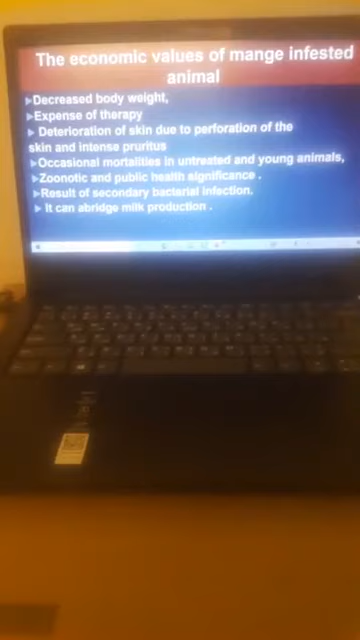 The economic values of mange infested
animal
➤Decreased body weight,
➤Expense of therapy
➤ Deterioration of skin due to perforation of the
skin and intense pruritus
➤Occasional mortalities in untreated and young animals,
➤Zoonotic and public health significance .
➤Result of secondary bacterial infection.
➤ It can abridge milk production .